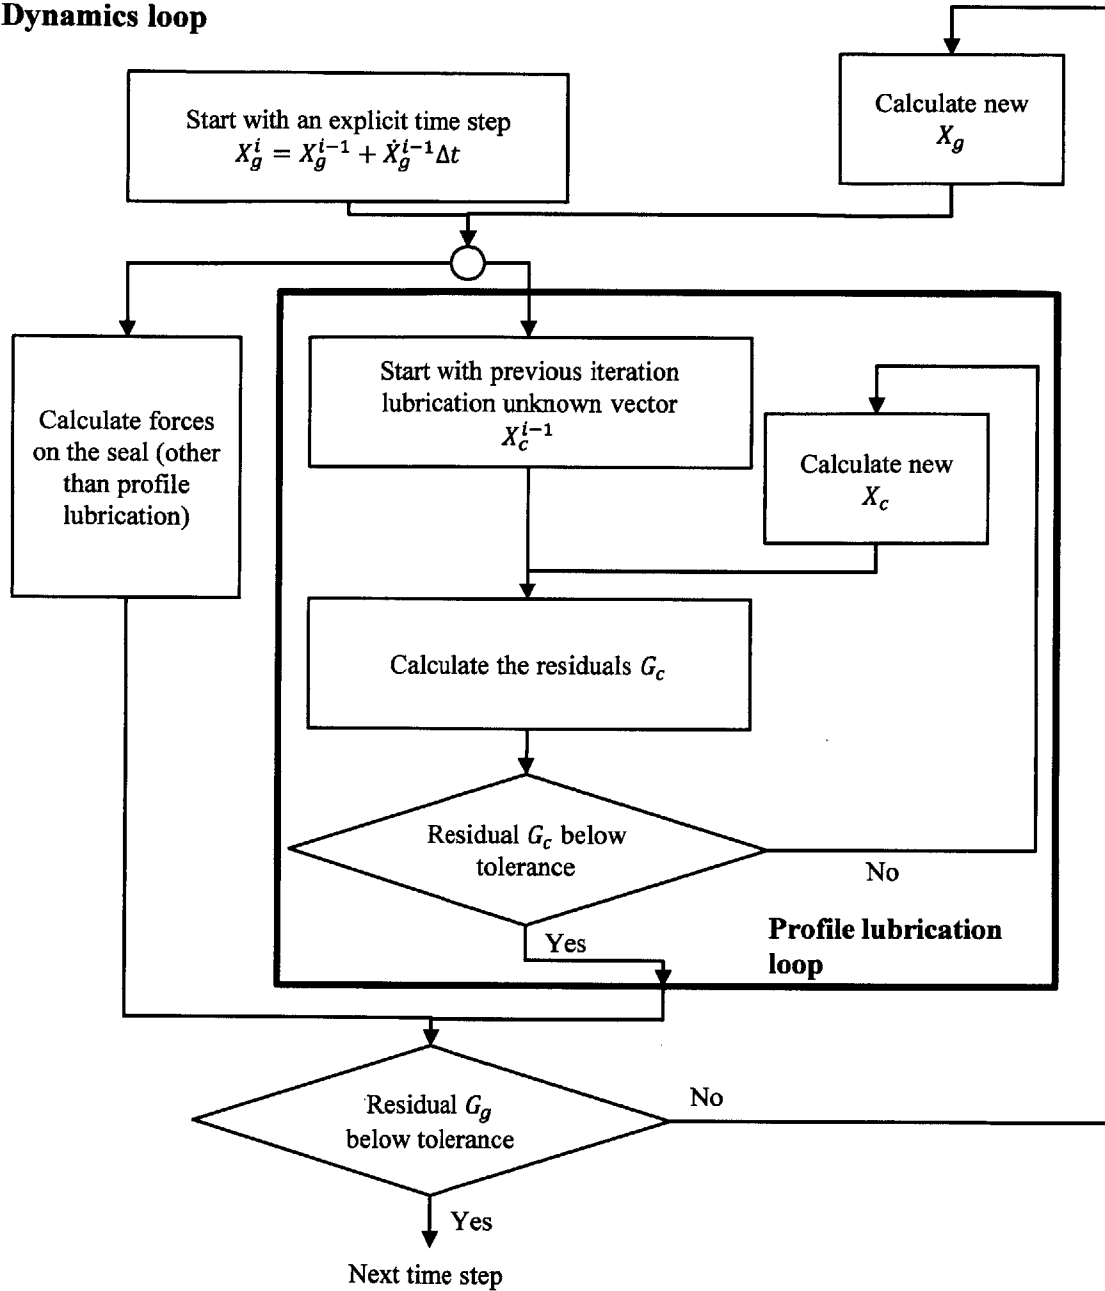 Dynamics loop
Start with an explicit time step
$X_g^i = X_g^{i-1} + \dot{X}_g^{i-1} \Delta t$
Calculate new
$X_g$
Calculate forces
on the seal (other
than profile
lubrication)
Start with previous iteration
lubrication unknown vector
$X_c^{i-1}$
Calculate new
$X_c$
Calculate the residuals $G_c$
Residual $G_c$ below
tolerance
No
Yes
Profile lubrication
loop
Residual $G_g$
below tolerance
No
Yes
Next time step